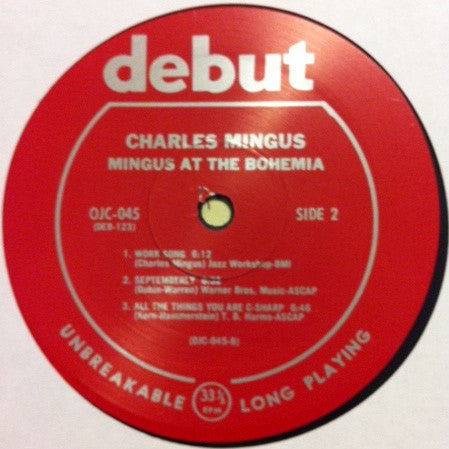 debut
CHARLES MINGUS
MINGUS AT THE BOHEMIA
OJC-045
(DEB-123)
SIDE 2
1. WORK SONG 6:12
(Charles Mingus) Jazz Workshop-BMI
2. SEPTEMBERLY
(Dubin-Warren) Warner Bros. Music-ASCAP
3. ALL THE THINGS YOU ARE C-SHARP 6:46
(Kern-Hammerstein) T. B. Harms-ASCAP
(OJC-045-B)
UNBREAKABLE 33⅓ RPM LONG PLAYING